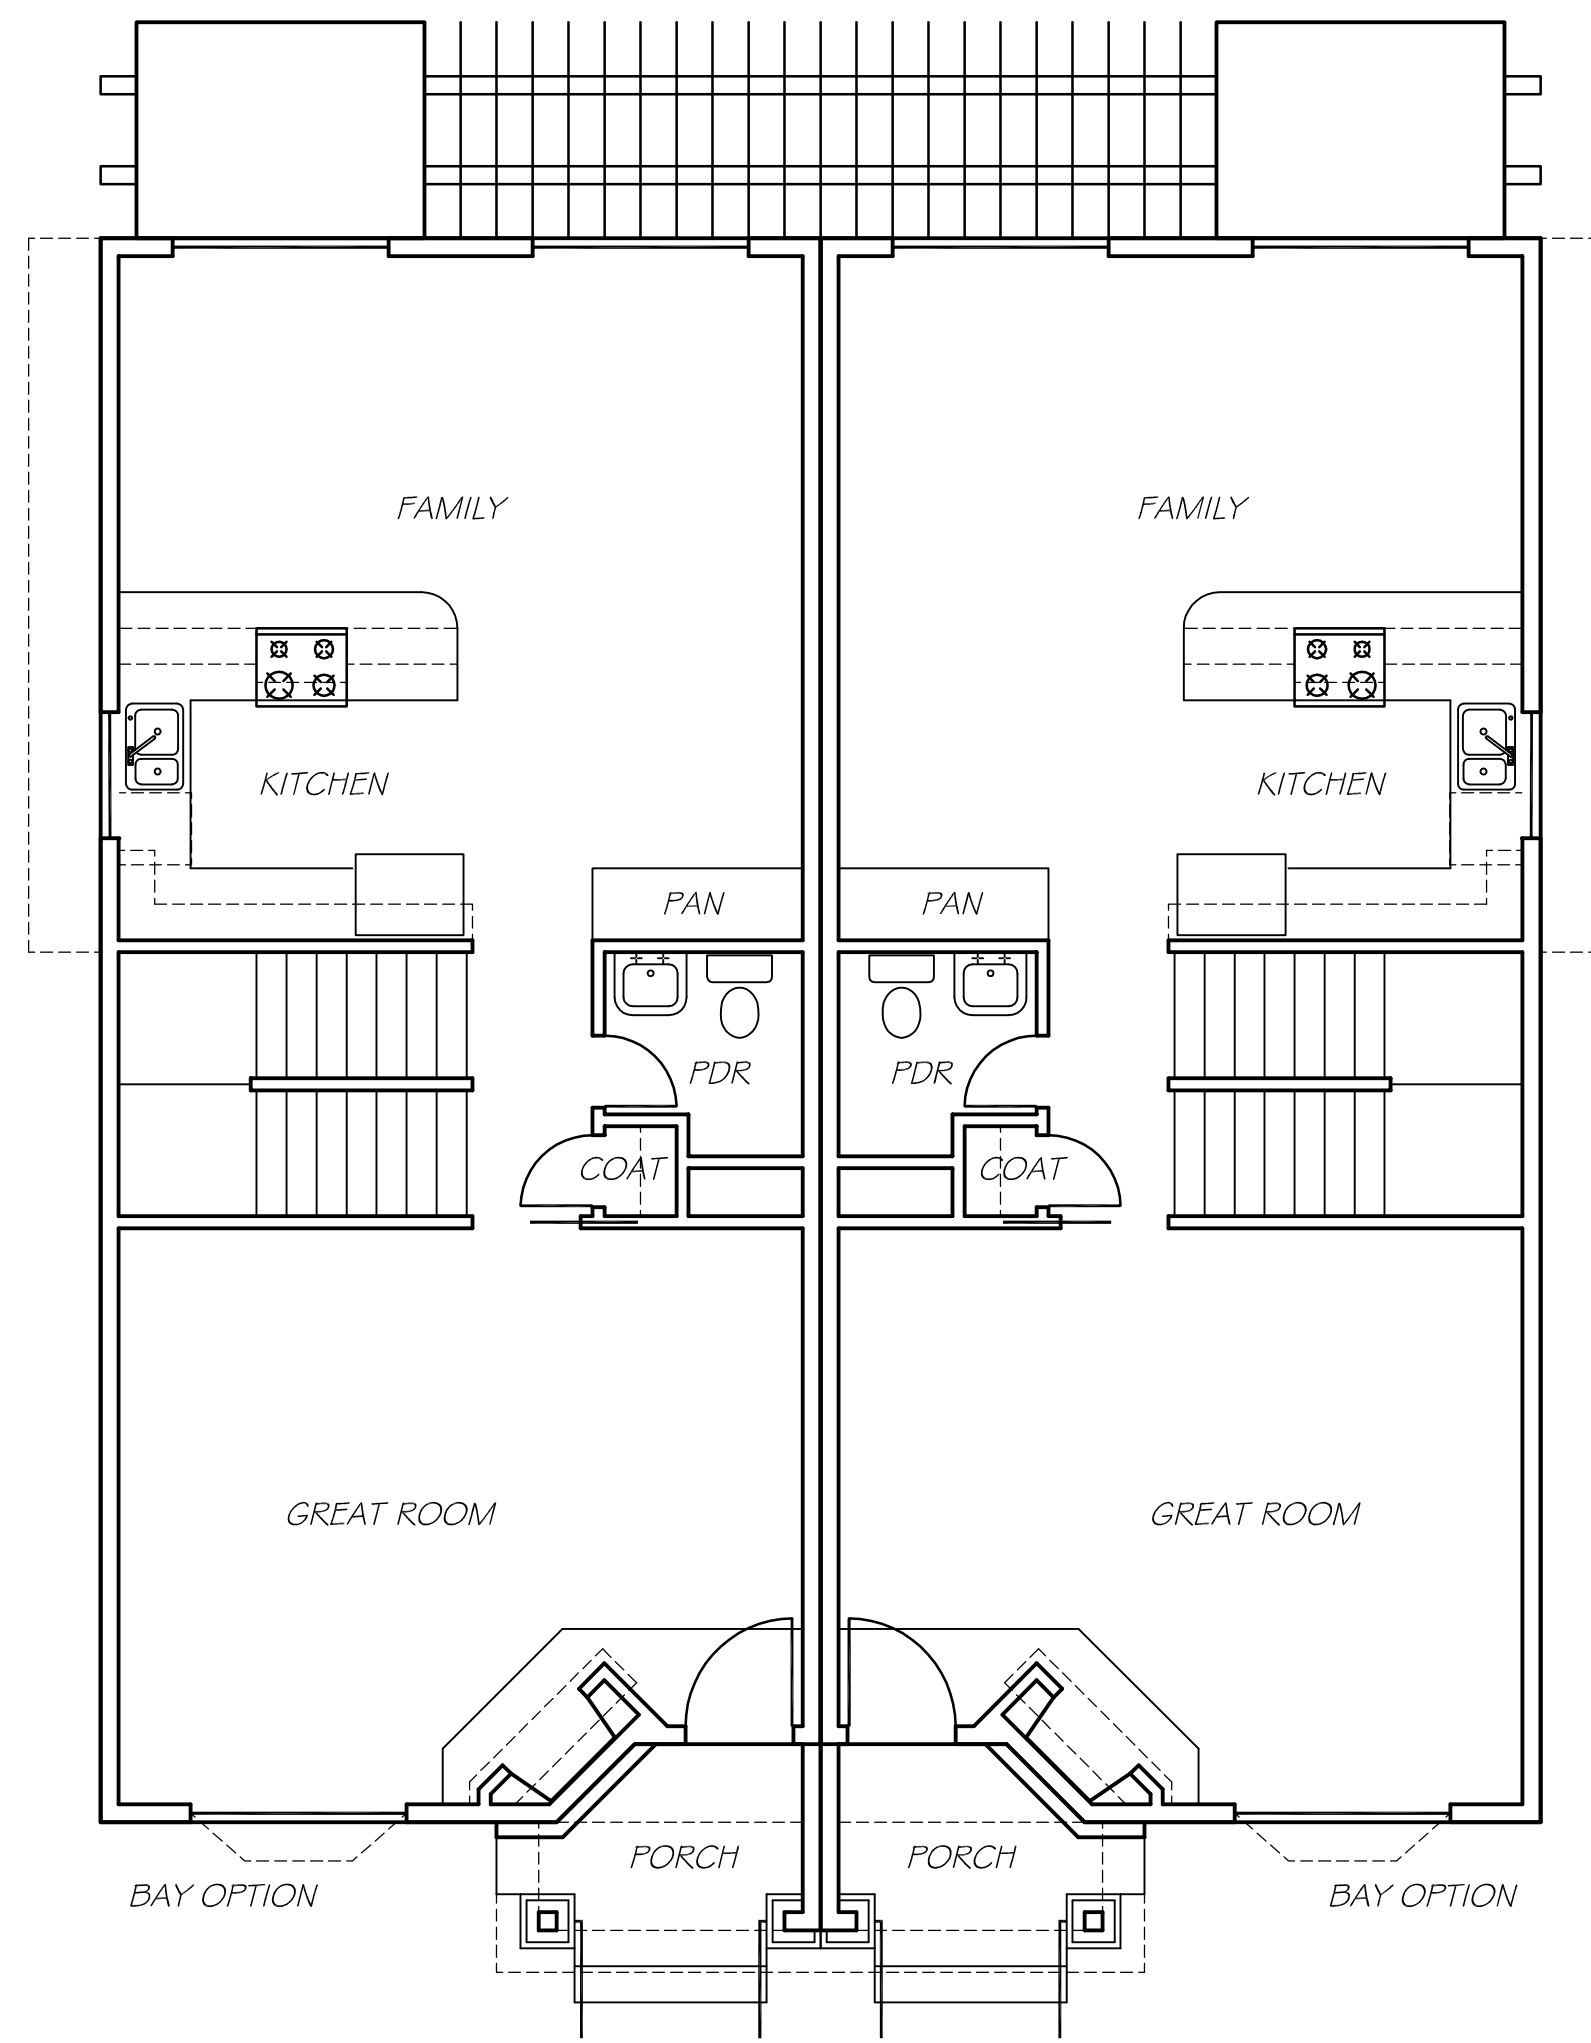 FAMILY FAMILY
KITCHEN KITCHEN
PAN PAN
PDR PDR
COAT COAT
GREAT ROOM GREAT ROOM
PORCH PORCH
BAY OPTION BAY OPTION